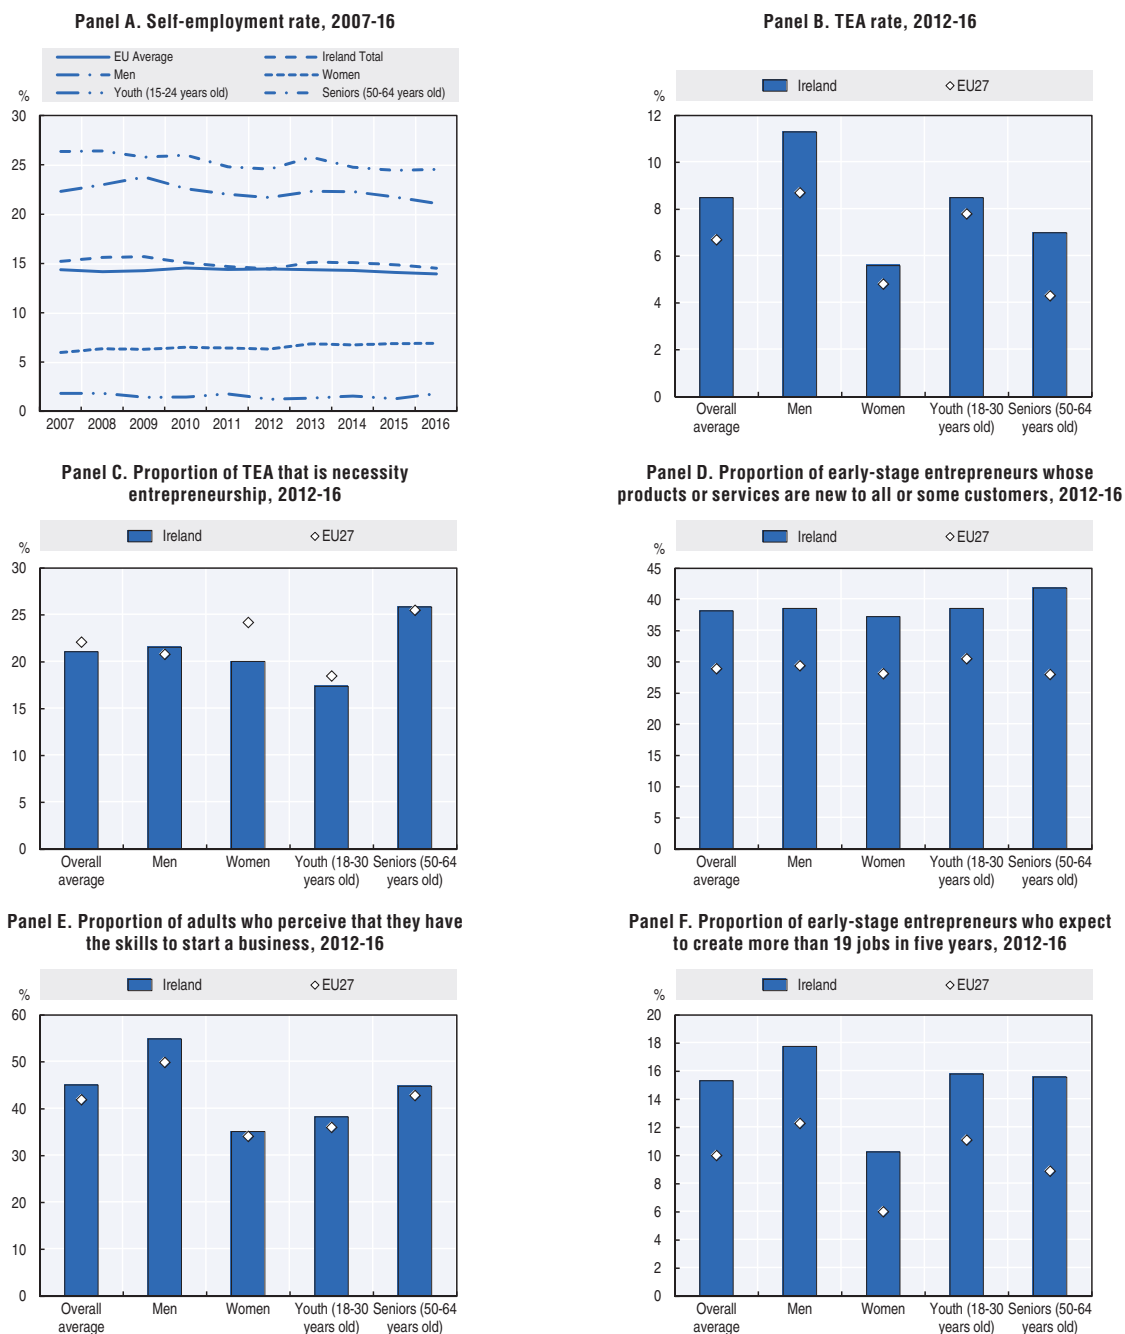 Panel A. Self-employment rate, 2007-16
EU Average
Ireland Total
Men
Women
Youth (15-24 years old)
Seniors (50-64 years old)
%
30
25
20
15
10
5
0
2007 2008 2009 2010 2011 2012 2013 2014 2015 2016
Panel B. TEA rate, 2012-16
Ireland
EU27
%
12
10
8
6
4
2
0
Overall Men Women Youth (18-30 Seniors (50-64
average years old) years old)
Panel C. Proportion of TEA that is necessity
entrepreneurship, 2012-16
Ireland
EU27
%
30
25
20
15
10
5
0
Overall Men Women Youth (18-30 Seniors (50-64
average years old) years old)
Panel D. Proportion of early-stage entrepreneurs whose
products or services are new to all or some customers, 2012-16
Ireland
EU27
%
45
40
35
30
25
20
15
10
5
0
Overall Men Women Youth (18-30 Seniors (50-64
average years old) years old)
Panel E. Proportion of adults who perceive that they have
the skills to start a business, 2012-16
Ireland
EU27
%
60
50
40
30
20
10
0
Overall Men Women Youth (18-30 Seniors (50-64
average years old) years old)
Panel F. Proportion of early-stage entrepreneurs who expect
to create more than 19 jobs in five years, 2012-16
Ireland
EU27
%
20
18
16
14
12
10
8
6
4
2
0
Overall Men Women Youth (18-30 Seniors (50-64
average years old) years old)